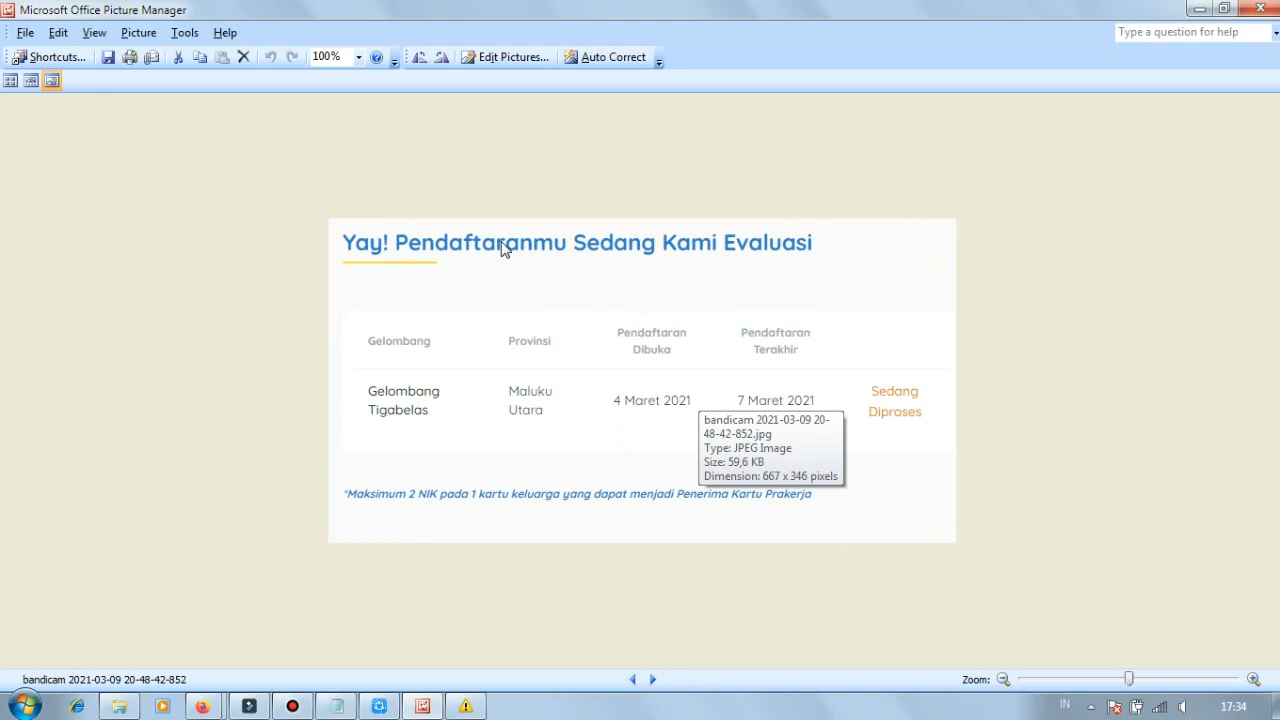 Microsoft Office Picture Manager
File Edit View Picture Tools Help
Type a question for help
Shortcuts... 100% Edit Pictures... Auto Correct
Yay! Pendaftaranmu Sedang Kami Evaluasi
Gelombang Provinsi Pendaftaran Dibuka Pendaftaran Terakhir
Gelombang Tigabelas Maluku Utara 4 Maret 2021 7 Maret 2021 Sedang Diproses
bandicam 2021-03-09 20-
48-42-852.jpg
Type: JPEG Image
Size: 59,6 KB
Dimension: 667 x 346 pixels
*Maksimum 2 NIK pada 1 kartu keluarga yang dapat menjadi Penerima Kartu Prakerja
bandicam 2021-03-09 20-48-42-852
Zoom:
IN 17:34